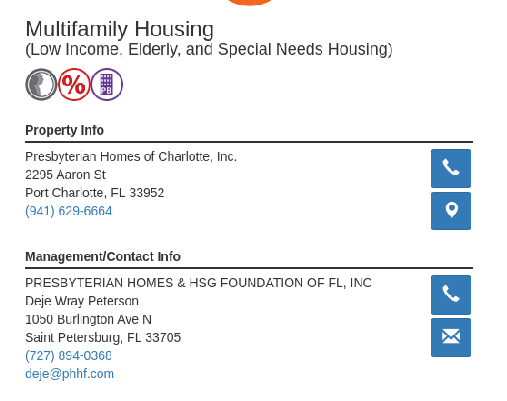 Multifamily Housing
(Low Income, Elderly, and Special Needs Housing)
% PB
Property Info
Presbyterian Homes of Charlotte, Inc.
2295 Aaron St
Port Charlotte, FL 33952
(941) 629-6664
Management/Contact Info
PRESBYTERIAN HOMES & HSG FOUNDATION OF FL, INC
Deje Wray Peterson
1050 Burlington Ave N
Saint Petersburg, FL 33705
(727) 894-0368
deje@phhf.com